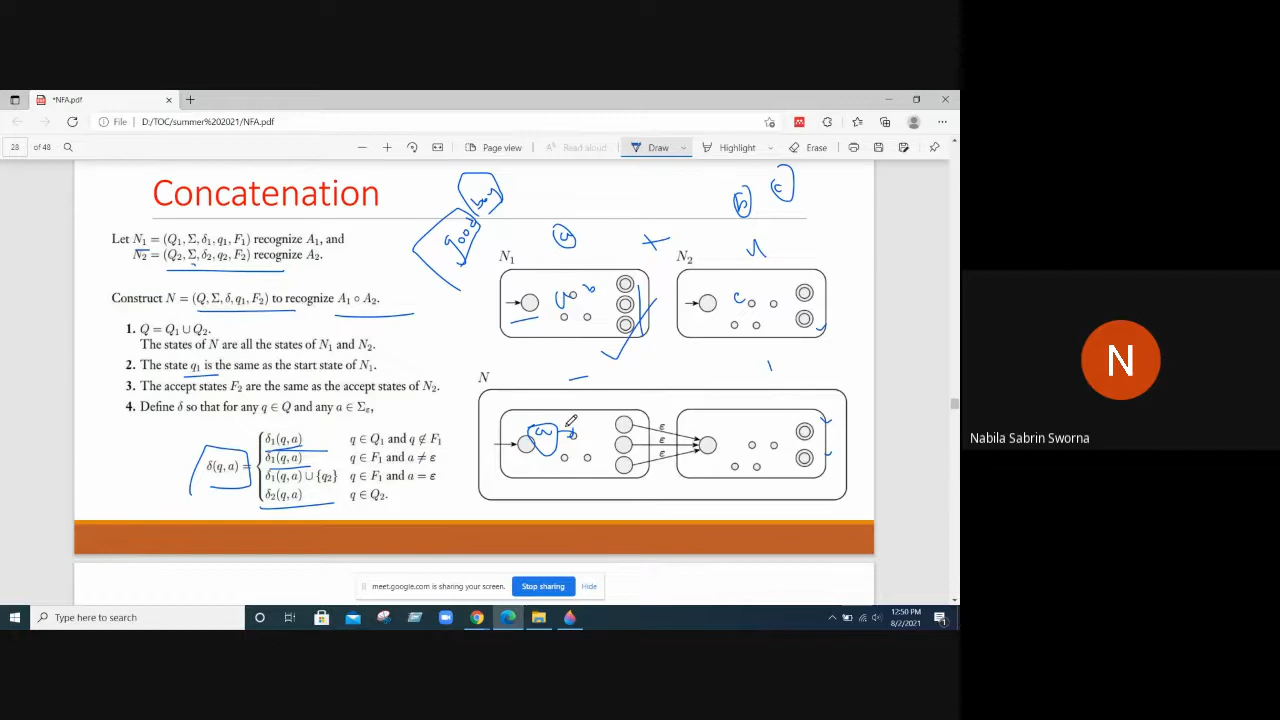 *NFA.pdf
File D:/TOC/summer%202021/NFA.pdf
28 of 48 Page view Read aloud Draw Highlight Erase
Concatenation
Let N1 = (Q1, Σ, δ1, q1, F1) recognize A1, and
N2 = (Q2, Σ, δ2, q2, F2) recognize A2.
Construct N = (Q, Σ, δ, q1, F2) to recognize A1 ∘ A2.
1. Q = Q1 ∪ Q2.
The states of N are all the states of N1 and N2.
2. The state q1 is the same as the start state of N1.
3. The accept states F2 are the same as the accept states of N2.
4. Define δ so that for any q ∈ Q and any a ∈ Σε,
δ(q, a) =
δ1(q, a) q ∈ Q1 and q ∉ F1
δ1(q, a) q ∈ F1 and a ≠ ε
δ1(q, a) ∪ {q2} q ∈ F1 and a = ε
δ2(q, a) q ∈ Q2.
good
boy
a
b
c
N1
N2
b
c
N
a
ε
ε
ε
meet.google.com is sharing your screen. Stop sharing Hide
Type here to search
12:50 PM
8/2/2021
N
Nabila Sabrin Sworna